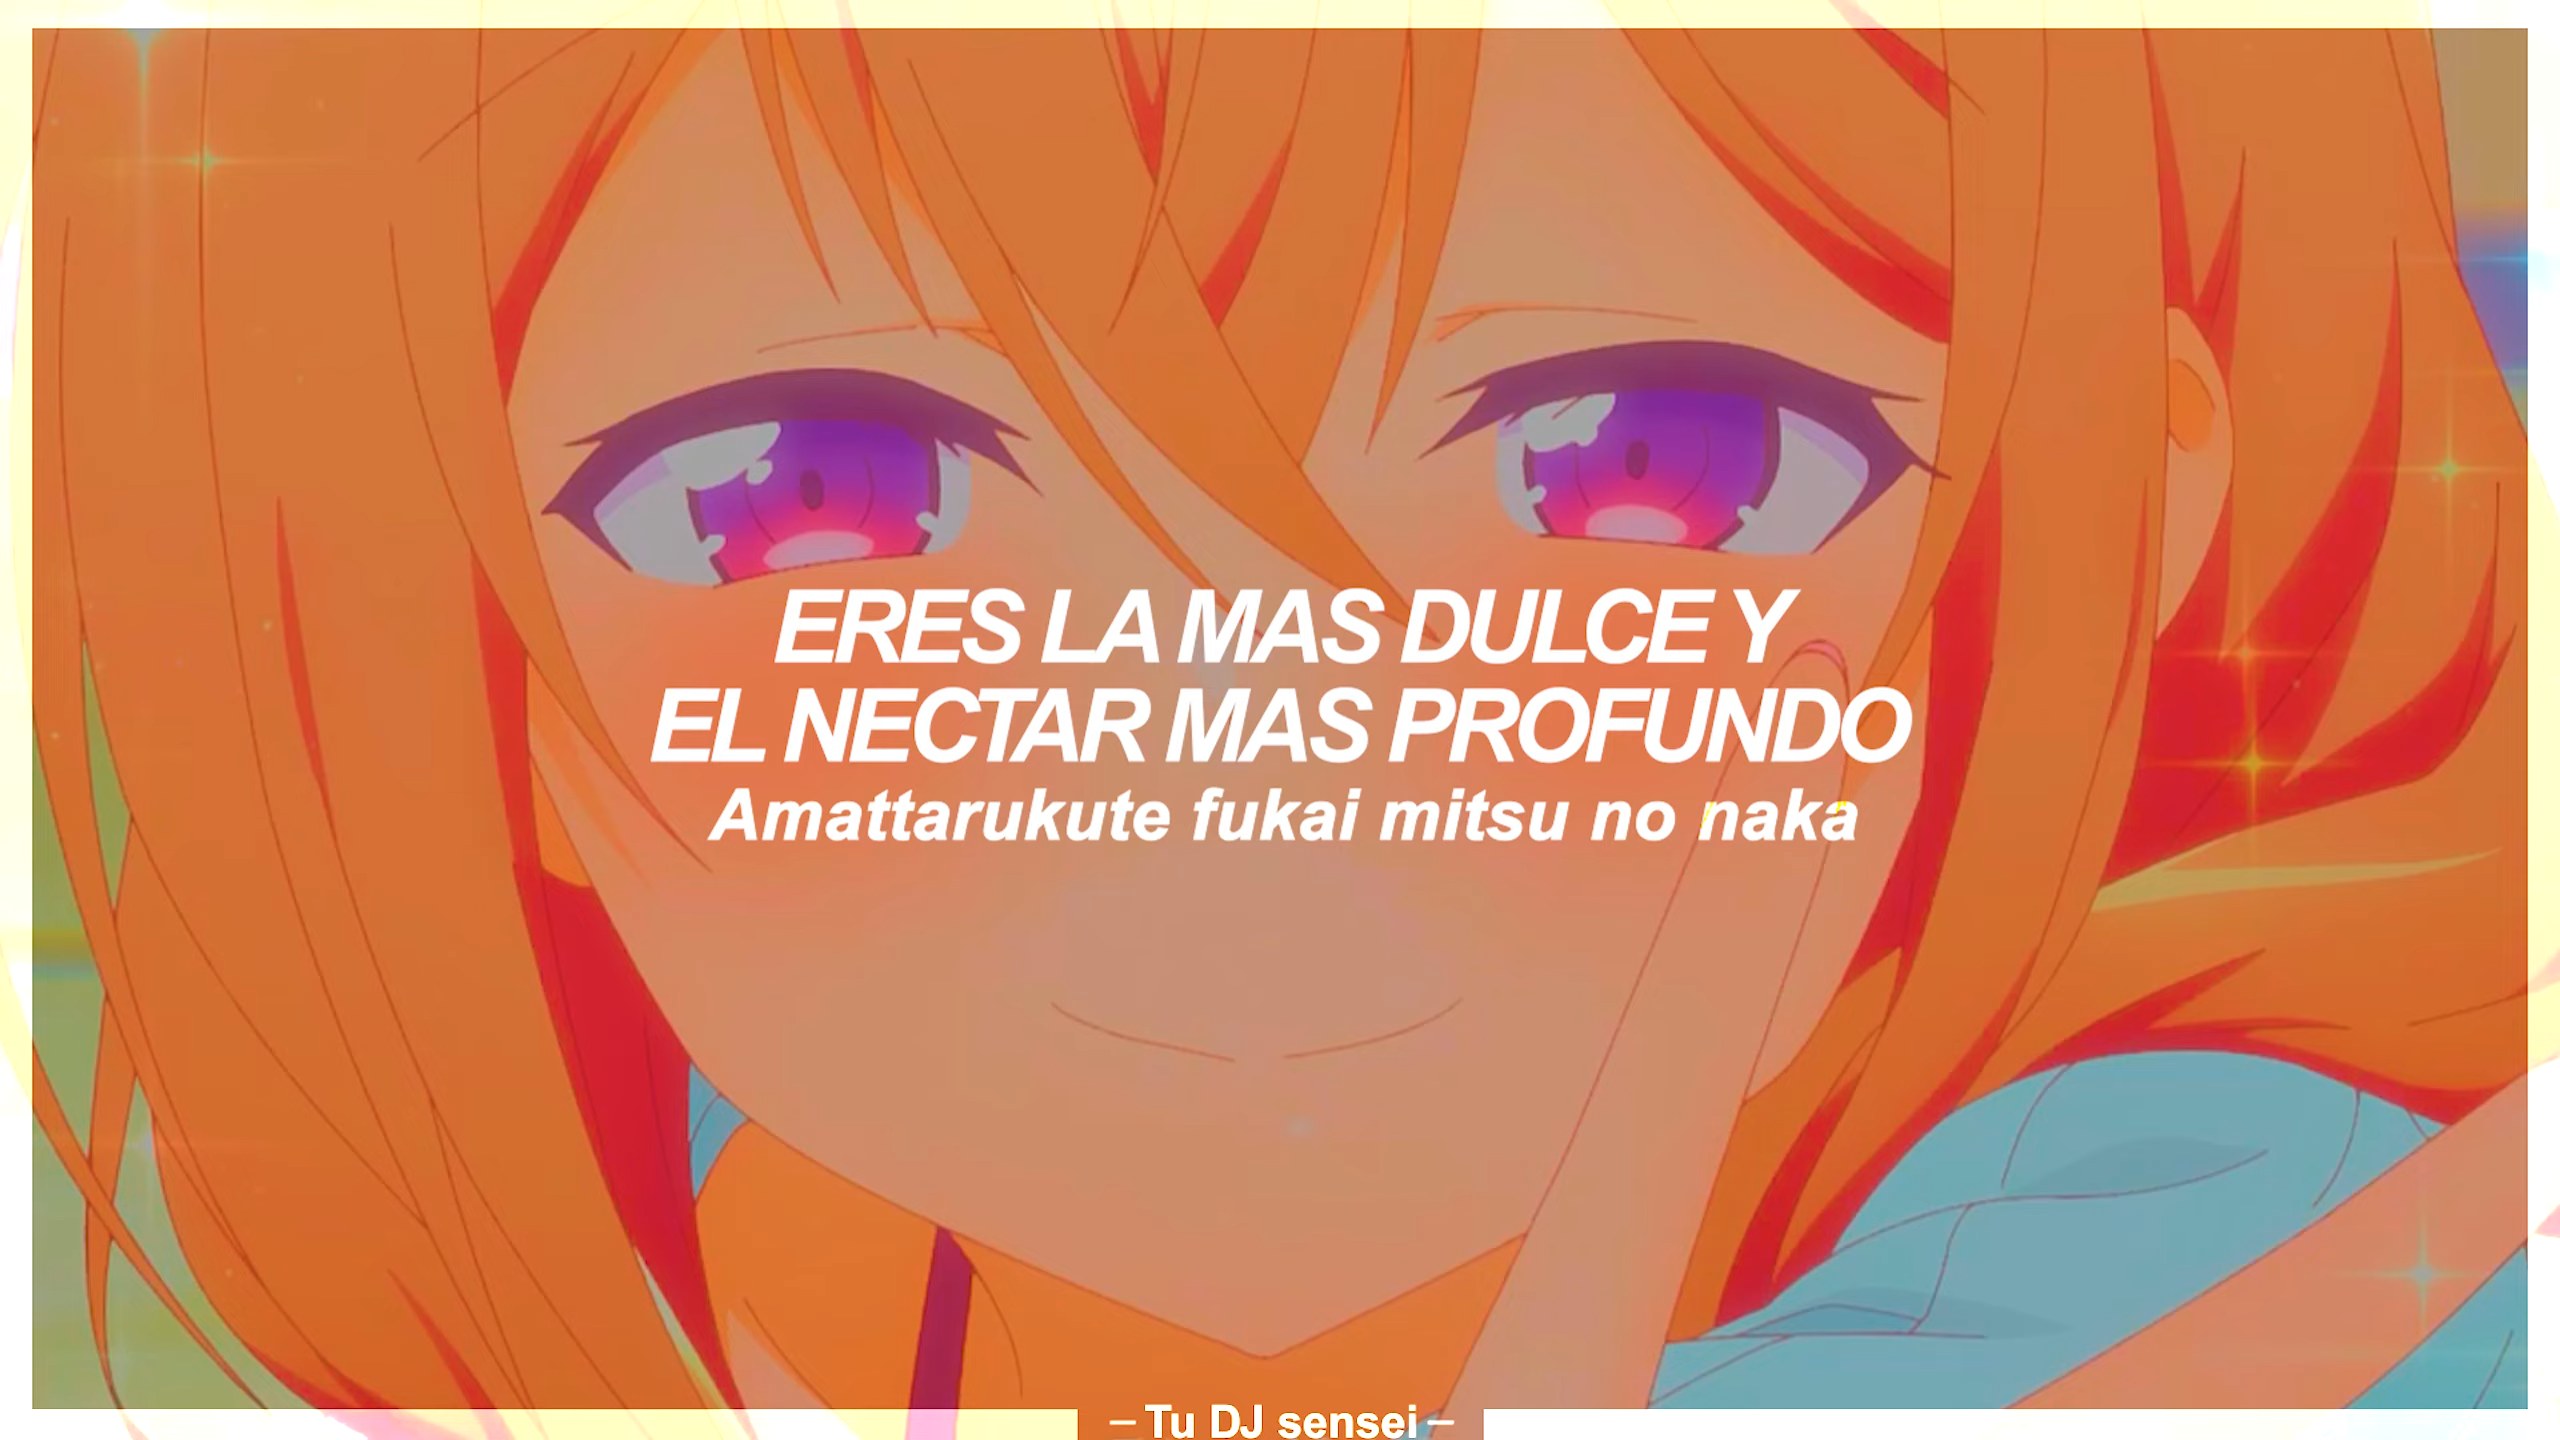 ERES LA MAS DULCE Y
EL NECTAR MAS PROFUNDO
Amattarukute fukai mitsu no naka
– Tu DJ sensei –